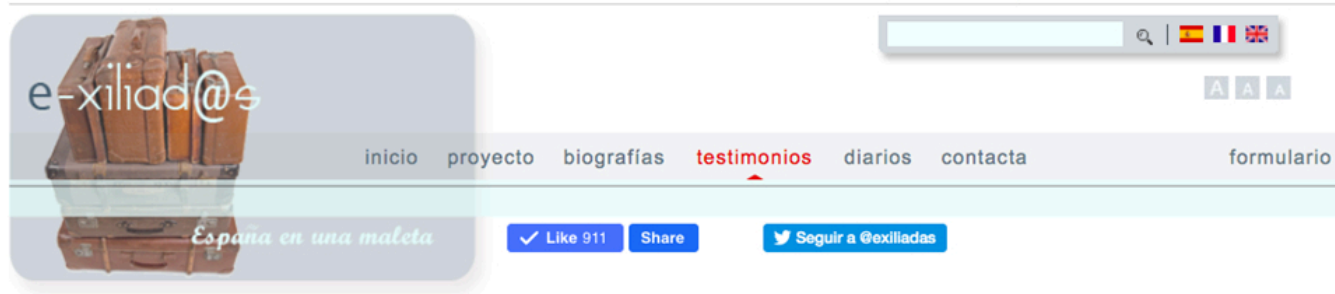 e-xiliad@s
A A A
inicio proyecto biografías testimonios diarios contacta formulario
España en una maleta
Like 911 Share Seguir a @exiliadas